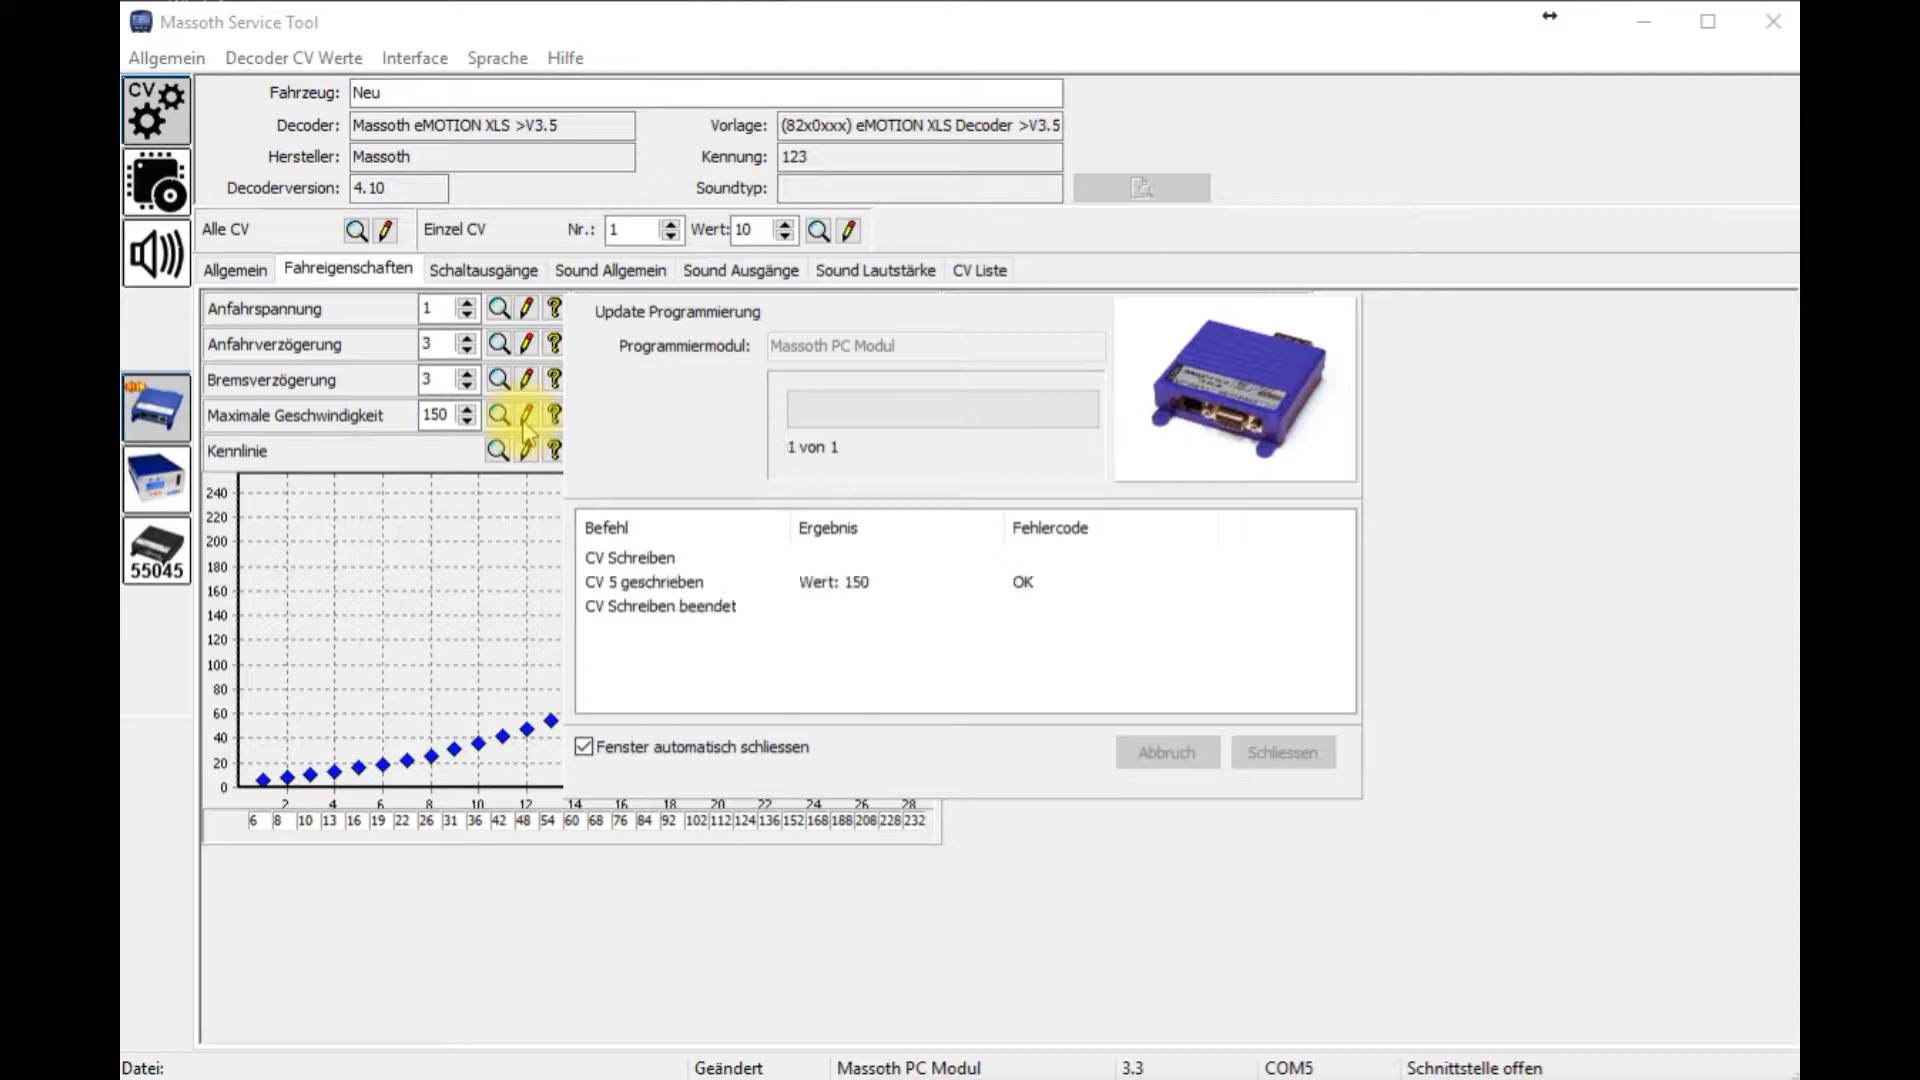 Massoth Service Tool
Allgemein Decoder CV Werte Interface Sprache Hilfe
CV
Fahrzeug: Neu
Decoder: Massoth eMOTION XLS >V3.5 Vorlage: (82x0xxx) eMOTION XLS Decoder >V3.5
Hersteller: Massoth Kennung: 123
Decoderversion: 4.10 Soundtyp:
Alle CV Einzel CV Nr.: 1 Wert: 10
Allgemein Fahreigenschaften Schaltausgänge Sound Allgemein Sound Ausgänge Sound Lautstärke CV Liste
Anfahrspannung 1
Anfahrverzögerung 3
Bremsverzögerung 3
Maximale Geschwindigkeit 150
Kennlinie
Update Programmierung
Programmiermodul: Massoth PC Modul
1 von 1
Befehl Ergebnis Fehlercode
CV Schreiben
CV 5 geschrieben Wert: 150 OK
CV Schreiben beendet
Fenster automatisch schliessen Abbruch Schliessen
55045
240
220
200
180
160
140
120
100
80
60
40
20
0
2 4 6 8 10 12 14 16 18 20 22 24 26 28
6 8 10 13 16 19 22 26 31 36 42 48 54 60 68 76 84 92 102 112 124 136 152 168 188 208 228 232
Datei: Geändert Massoth PC Modul 3.3 COM5 Schnittstelle offen